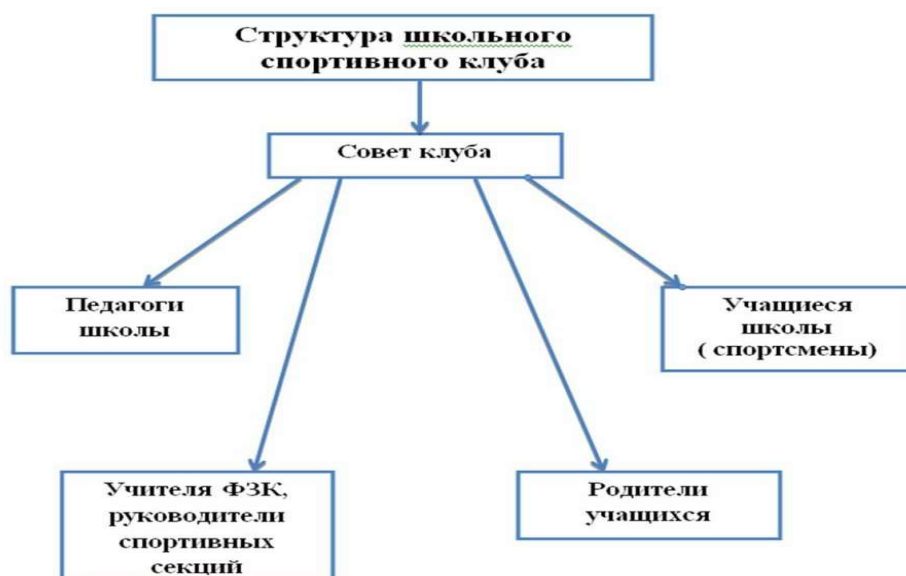 Структура школьного
спортивного клуба
Совет клуба
Педагоги
школы
Учащиеся
школы
( спортсмены)
Учителя ФЗК,
руководители
спортивных
секций
Родители
учащихся